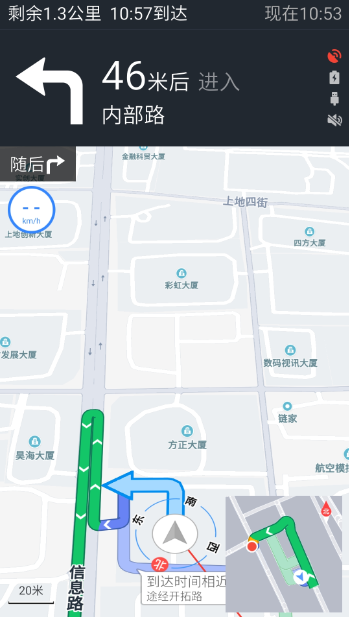 剩余1.3公里 10:57到达 现在10:53
46米后 进入
内部路
随后
金融科贸大厦
-- km/h
上地四街
上地创新大厦
四方大厦
彩虹大厦
发展大厦
数码视讯大厦
链家
昊海大厦
方正大厦
航空模拟
南
东
西
北
北
信息路
到达时间相近
途经开拓路
20米